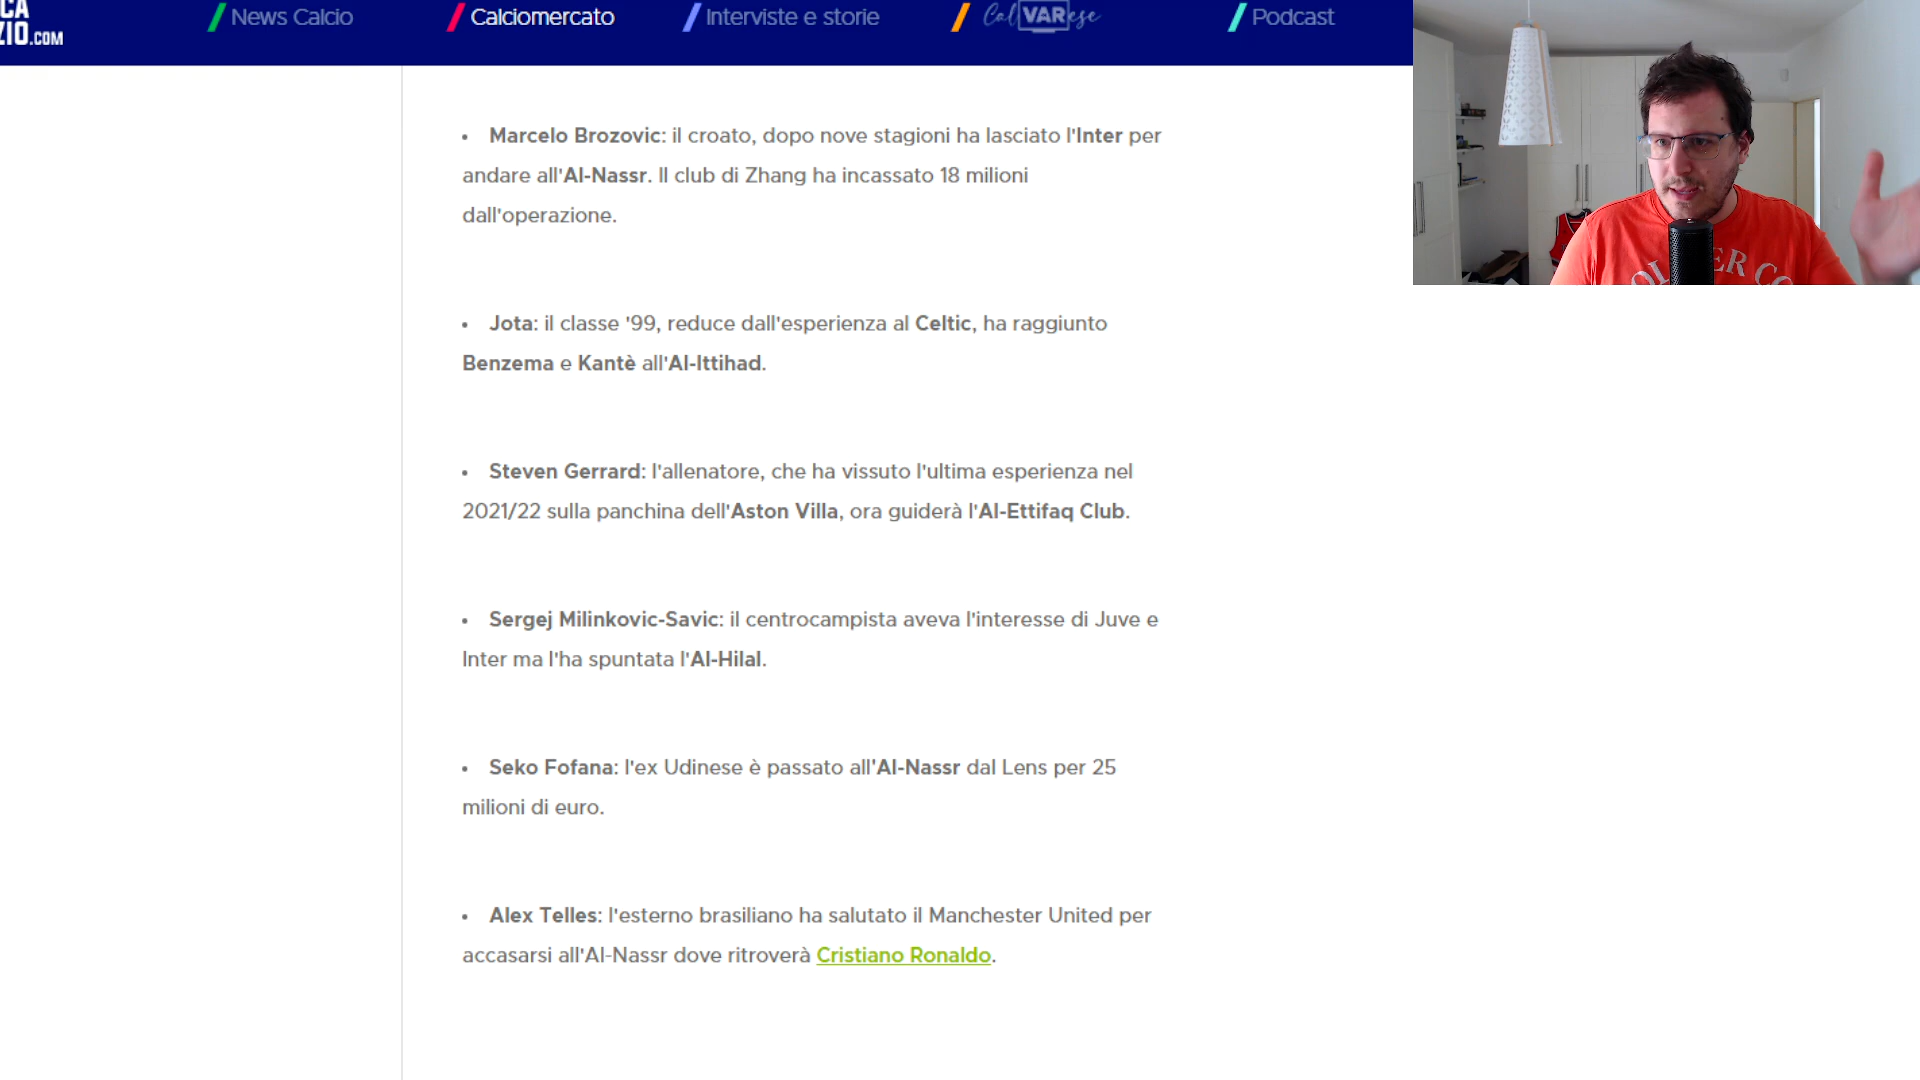 CA
ZIO.COM
News Calcio
Calciomercato
Interviste e storie
CalVARese
Podcast
• Marcelo Brozovic: il croato, dopo nove stagioni ha lasciato l'Inter per
andare all'Al-Nassr. Il club di Zhang ha incassato 18 milioni
dall'operazione.
• Jota: il classe '99, reduce dall'esperienza al Celtic, ha raggiunto
Benzema e Kantè all'Al-Ittihad.
• Steven Gerrard: l'allenatore, che ha vissuto l'ultima esperienza nel
2021/22 sulla panchina dell'Aston Villa, ora guiderà l'Al-Ettifaq Club.
• Sergej Milinkovic-Savic: il centrocampista aveva l'interesse di Juve e
Inter ma l'ha spuntata l'Al-Hilal.
• Seko Fofana: l'ex Udinese è passato all'Al-Nassr dal Lens per 25
milioni di euro.
• Alex Telles: l'esterno brasiliano ha salutato il Manchester United per
accasarsi all'Al-Nassr dove ritroverà Cristiano Ronaldo.